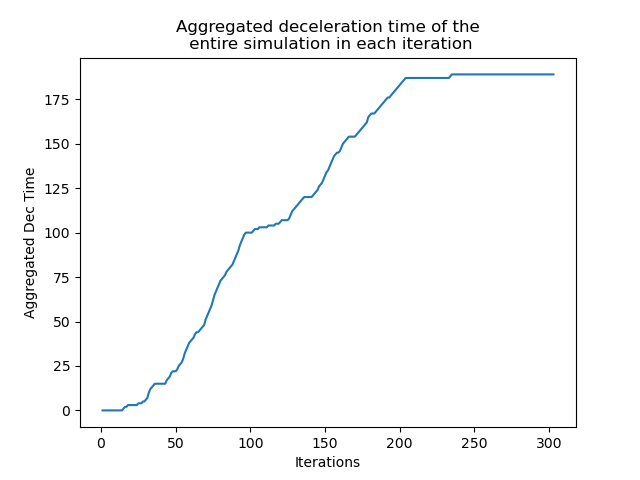 Aggregated deceleration time of the
entire simulation in each iteration
175
150
125
100
75
50
25
0
Aggregated Dec Time
0 50 100 150 200 250 300
Iterations